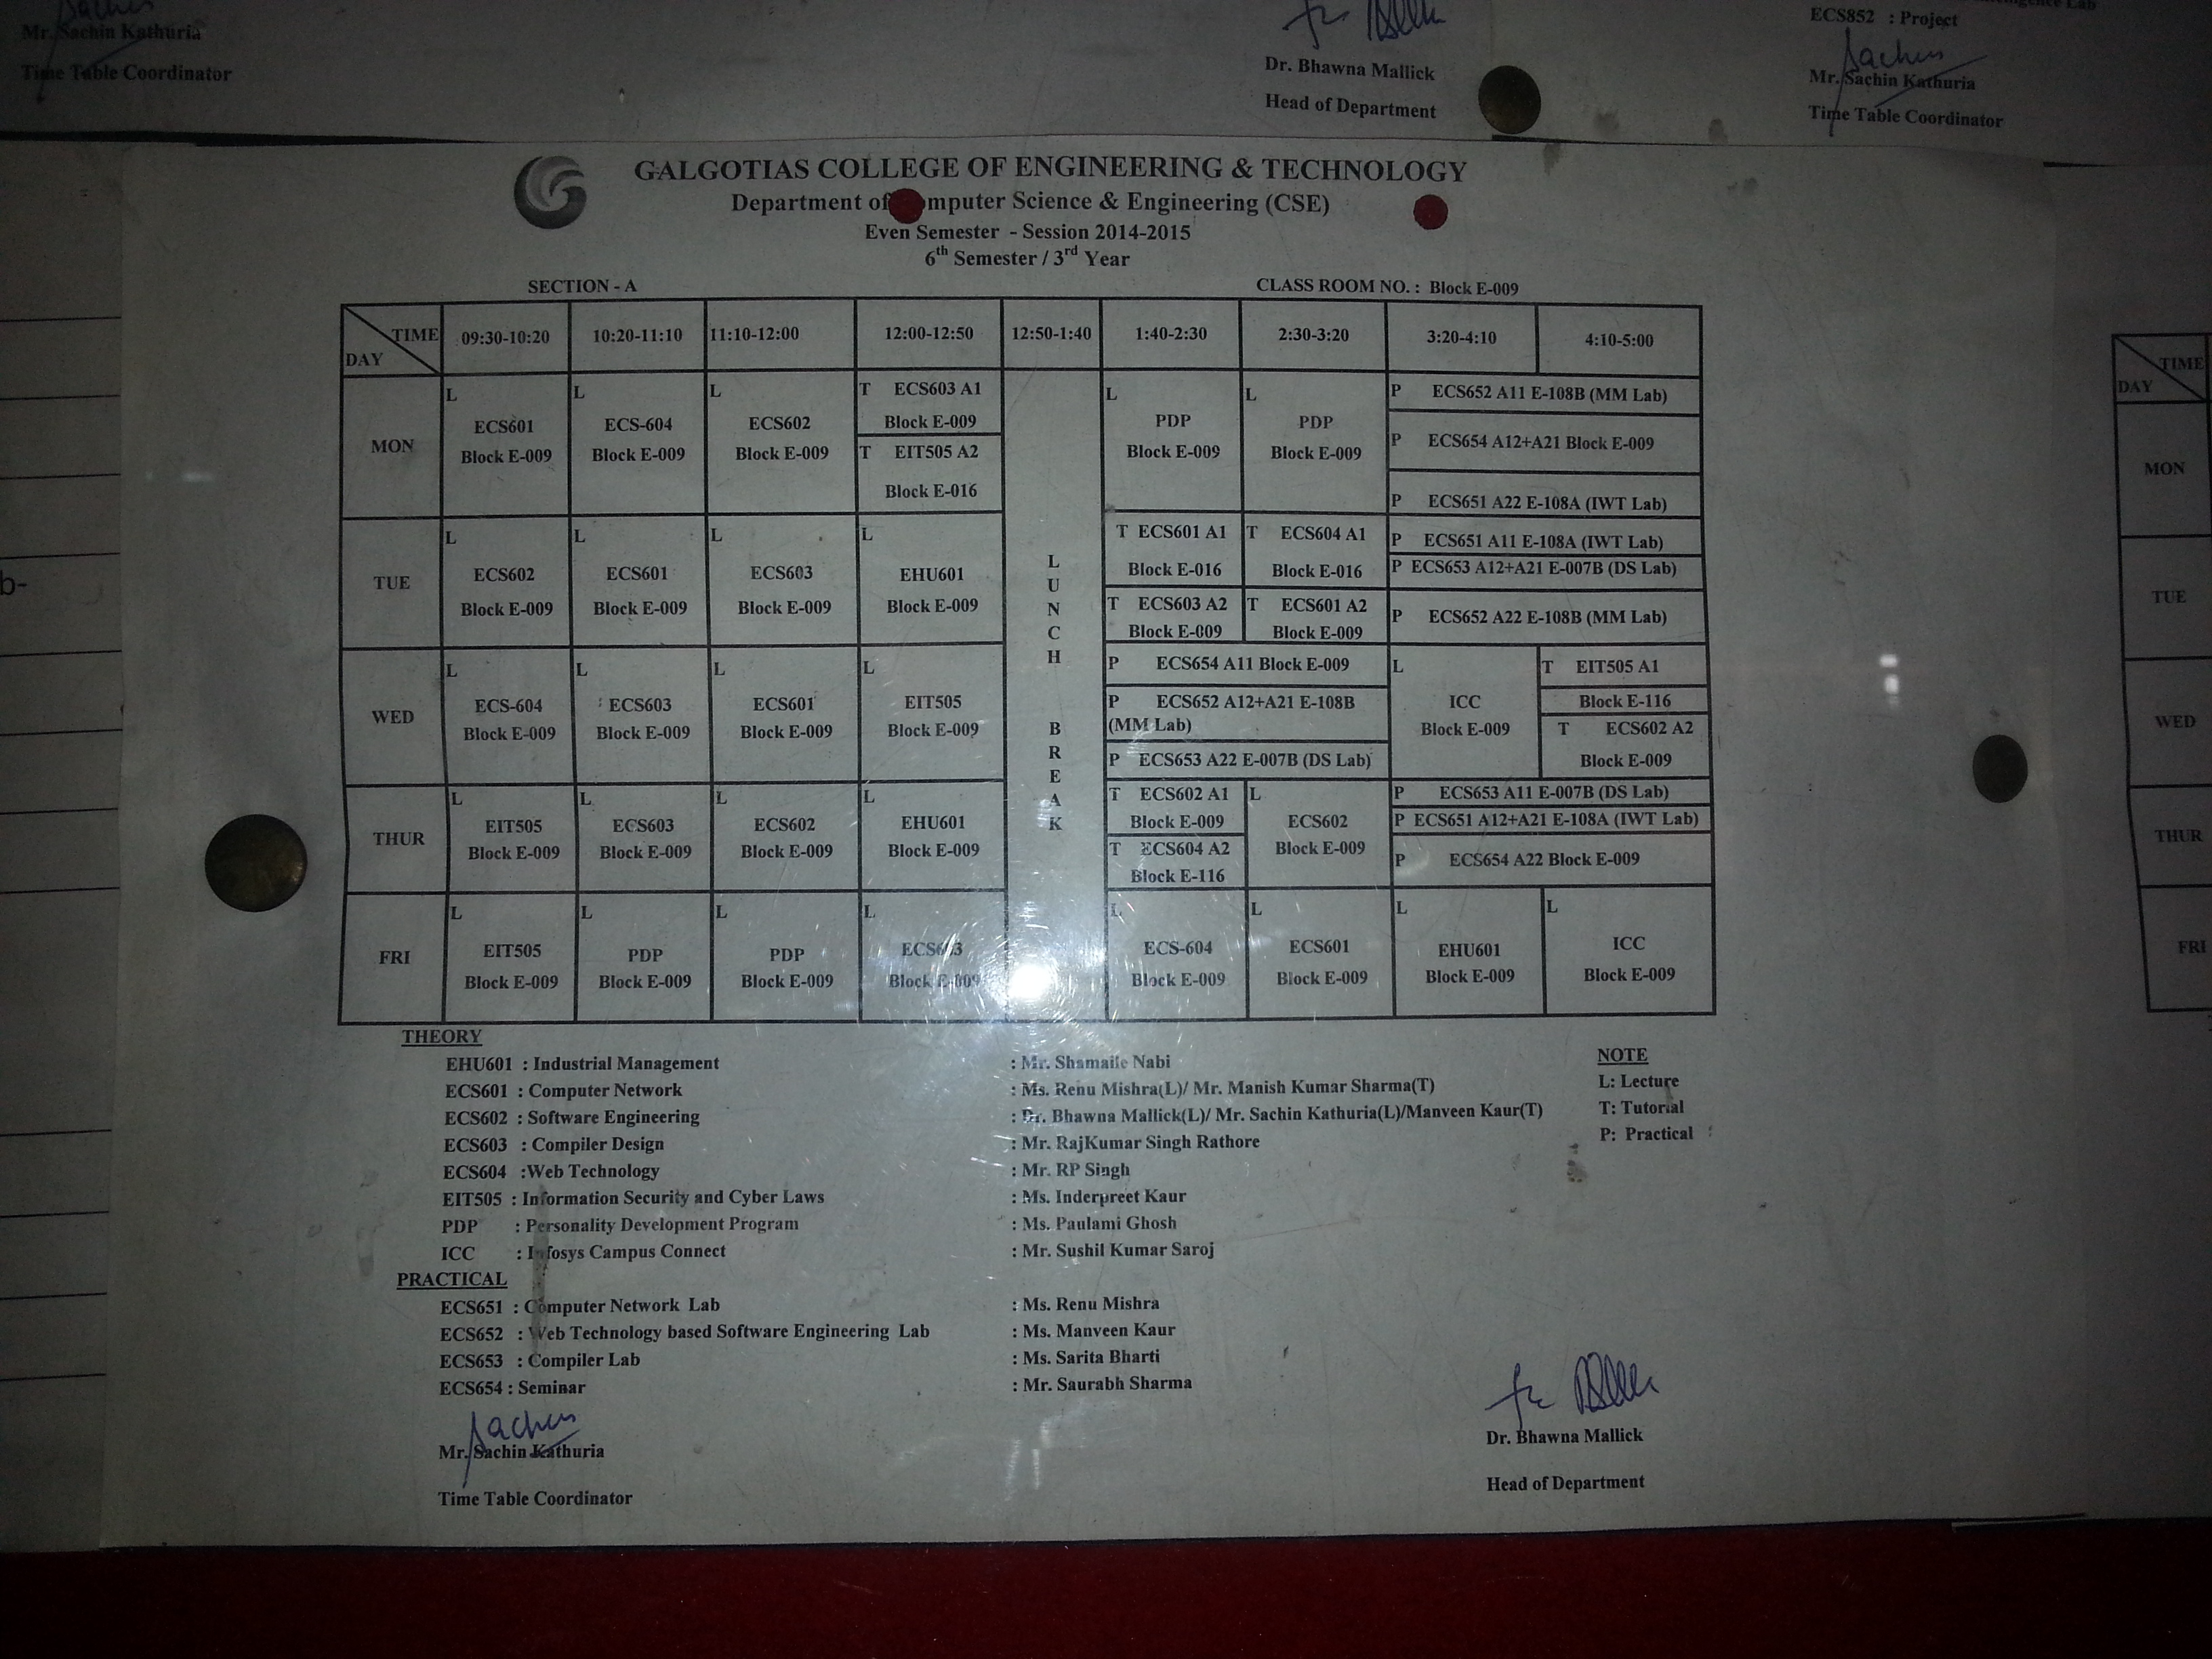 Mr. Sachin Kathuria
Time Table Coordinator
Dr. Bhawna Mallick
Head of Department
ECS852 : Project
Mr. Sachin Kathuria
Time Table Coordinator
GALGOTIAS COLLEGE OF ENGINEERING & TECHNOLOGY
Department of mputer Science & Engineering (CSE)
Even Semester - Session 2014-2015
6th Semester / 3rd Year
SECTION - A CLASS ROOM NO. : Block E-009
TIME DAY 09:30-10:20 10:20-11:10 11:10-12:00 12:00-12:50 12:50-1:40 1:40-2:30 2:30-3:20 3:20-4:10 4:10-5:00
MON
L ECS601 Block E-009
L ECS-604 Block E-009
L ECS602 Block E-009
T ECS603 A1 Block E-009
T EIT505 A2 Block E-016
L PDP Block E-009
L PDP Block E-009
P ECS652 A11 E-108B (MM Lab)
P ECS654 A12+A21 Block E-009
P ECS651 A22 E-108A (IWT Lab)
LUNCH BREAK
TUE
L ECS602 Block E-009
L ECS601 Block E-009
L ECS603 Block E-009
L EHU601 Block E-009
T ECS601 A1 Block E-016
T ECS603 A2 Block E-009
T ECS604 A1 Block E-016
T ECS601 A2 Block E-009
P ECS651 A11 E-108A (IWT Lab)
P ECS653 A12+A21 E-007B (DS Lab)
P ECS652 A22 E-108B (MM Lab)
WED
L ECS-604 Block E-009
L ECS603 Block E-009
L ECS601 Block E-009
L EIT505 Block E-009
P ECS654 A11 Block E-009
P ECS652 A12+A21 E-108B
(MM Lab)
P ECS653 A22 E-007B (DS Lab)
L ICC Block E-009
T EIT505 A1 Block E-116
T ECS602 A2 Block E-009
THUR
L EIT505 Block E-009
L ECS603 Block E-009
L ECS602 Block E-009
L EHU601 Block E-009
T ECS602 A1 Block E-009
T ECS604 A2 Block E-116
L ECS602 Block E-009
P ECS653 A11 E-007B (DS Lab)
P ECS651 A12+A21 E-108A (IWT Lab)
P ECS654 A22 Block E-009
FRI
L EIT505 Block E-009
L PDP Block E-009
L PDP Block E-009
L ECS603 Block E-009
L ECS-604 Block E-009
L ECS601 Block E-009
L EHU601 Block E-009
L ICC Block E-009
THEORY
EHU601 : Industrial Management : Mr. Shamaile Nabi
ECS601 : Computer Network : Ms. Renu Mishra(L)/ Mr. Manish Kumar Sharma(T)
ECS602 : Software Engineering : Dr. Bhawna Mallick(L)/ Mr. Sachin Kathuria(L)/Manveen Kaur(T)
ECS603 : Compiler Design : Mr. RajKumar Singh Rathore
ECS604 :Web Technology : Mr. RP Singh
EIT505 : Information Security and Cyber Laws : Ms. Inderpreet Kaur
PDP : Personality Development Program : Ms. Paulami Ghosh
ICC : Infosys Campus Connect : Mr. Sushil Kumar Saroj
NOTE
L: Lecture
T: Tutorial
P: Practical
PRACTICAL
ECS651 : Computer Network Lab : Ms. Renu Mishra
ECS652 : Web Technology based Software Engineering Lab : Ms. Manveen Kaur
ECS653 : Compiler Lab : Ms. Sarita Bharti
ECS654 : Seminar : Mr. Saurabh Sharma
Sachin
Mr. Sachin Kathuria
Time Table Coordinator
Dr. Bhawna Mallick
Head of Department
b-
TIME
DAY
MON
TUE
WED
THUR
FRI